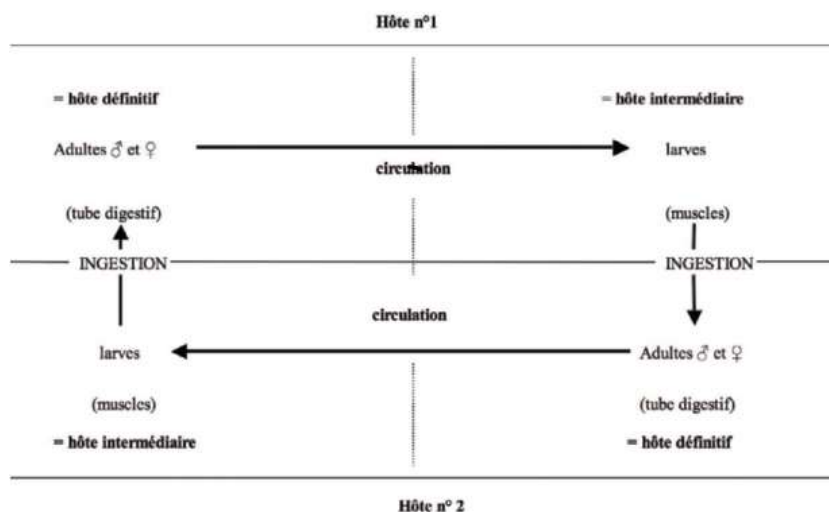 Hôte n°1
= hôte définitif
= hôte intermédiaire
Adultes ♂ et ♀
larves
circulation
(tube digestif)
(muscles)
INGESTION
INGESTION
circulation
larves
Adultes ♂ et ♀
(muscles)
(tube digestif)
= hôte intermédiaire
= hôte définitif
Hôte n° 2